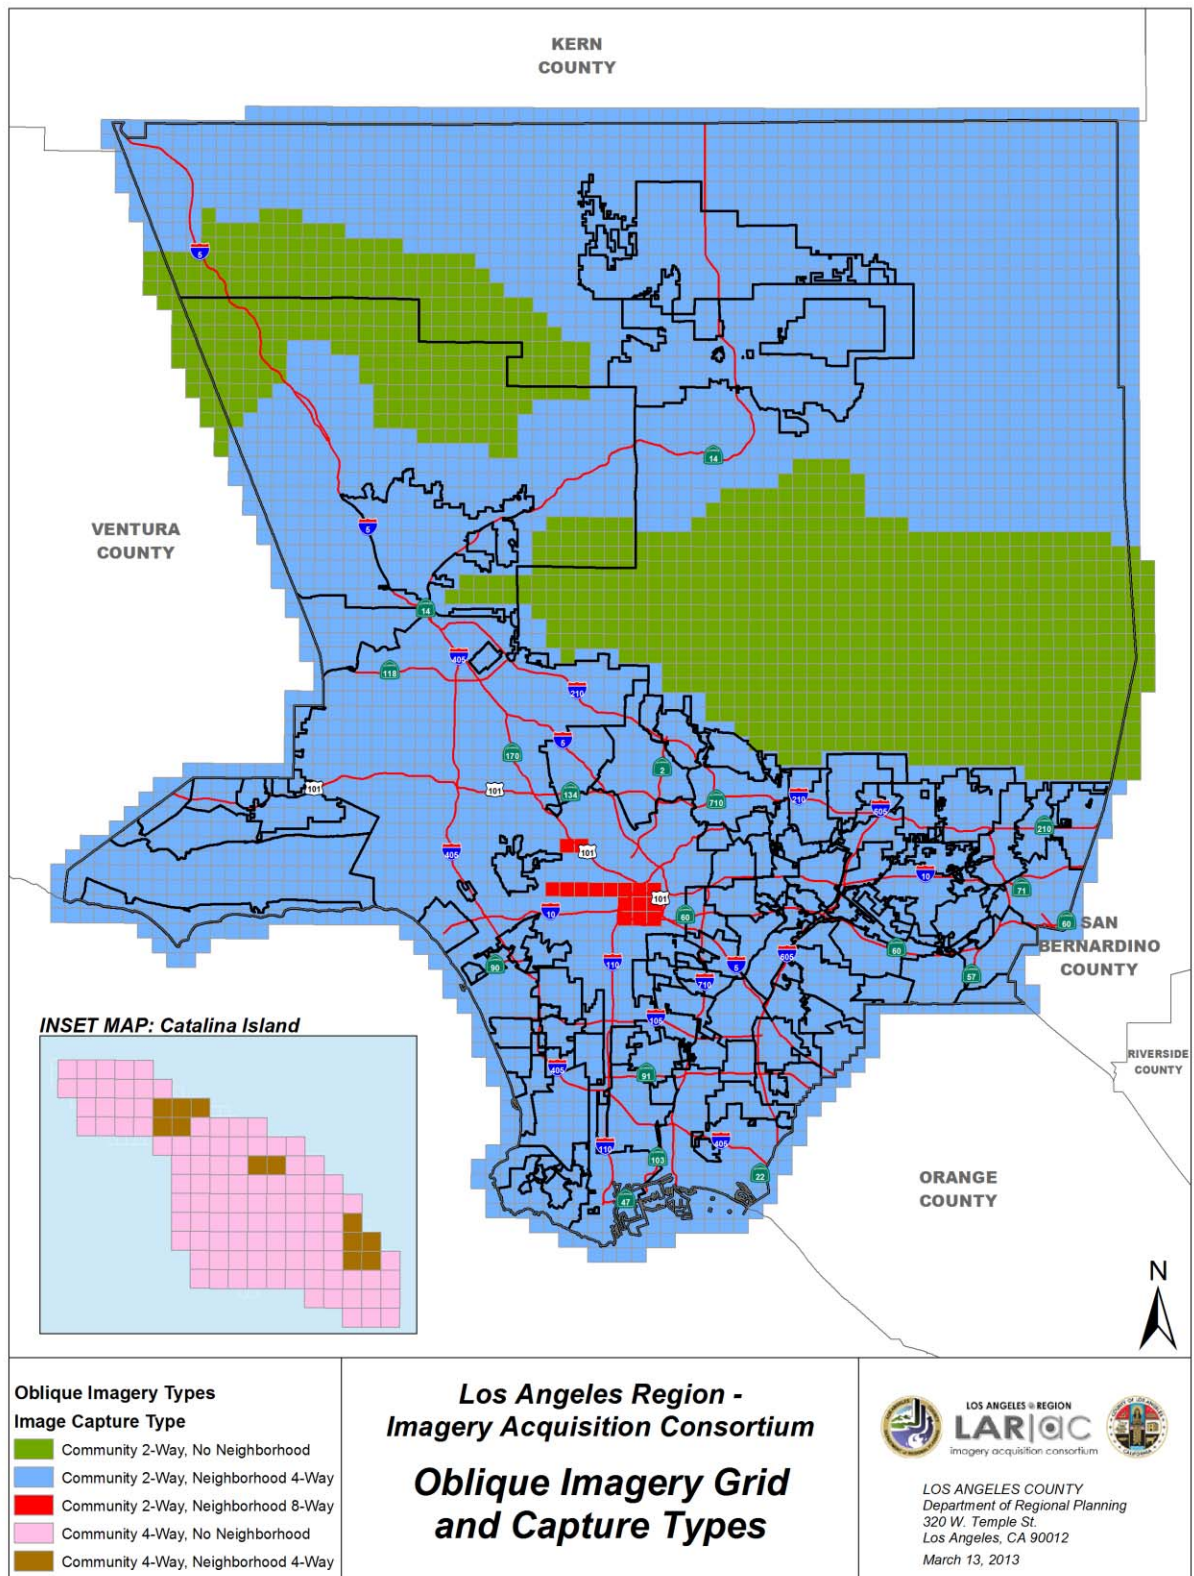 KERN
COUNTY
5
14
VENTURA
COUNTY
5
14
405
118
210
5
170
2
101
101
134
710
210
605
210
405
101
10
71
10
101
60
60
SAN
BERNARDINO
COUNTY
90
110
5
605
60
57
710
INSET MAP: Catalina Island
105
RIVERSIDE
COUNTY
405
91
110
405
103
22
47
ORANGE
COUNTY
N
Oblique Imagery Types
Image Capture Type
Community 2-Way, No Neighborhood
Community 2-Way, Neighborhood 4-Way
Community 2-Way, Neighborhood 8-Way
Community 4-Way, No Neighborhood
Community 4-Way, Neighborhood 4-Way
Los Angeles Region -
Imagery Acquisition Consortium
Oblique Imagery Grid
and Capture Types
LOS ANGELES REGION
LAR|ac
imagery acquisition consortium
LOS ANGELES COUNTY
Department of Regional Planning
320 W. Temple St.
Los Angeles, CA 90012
March 13, 2013